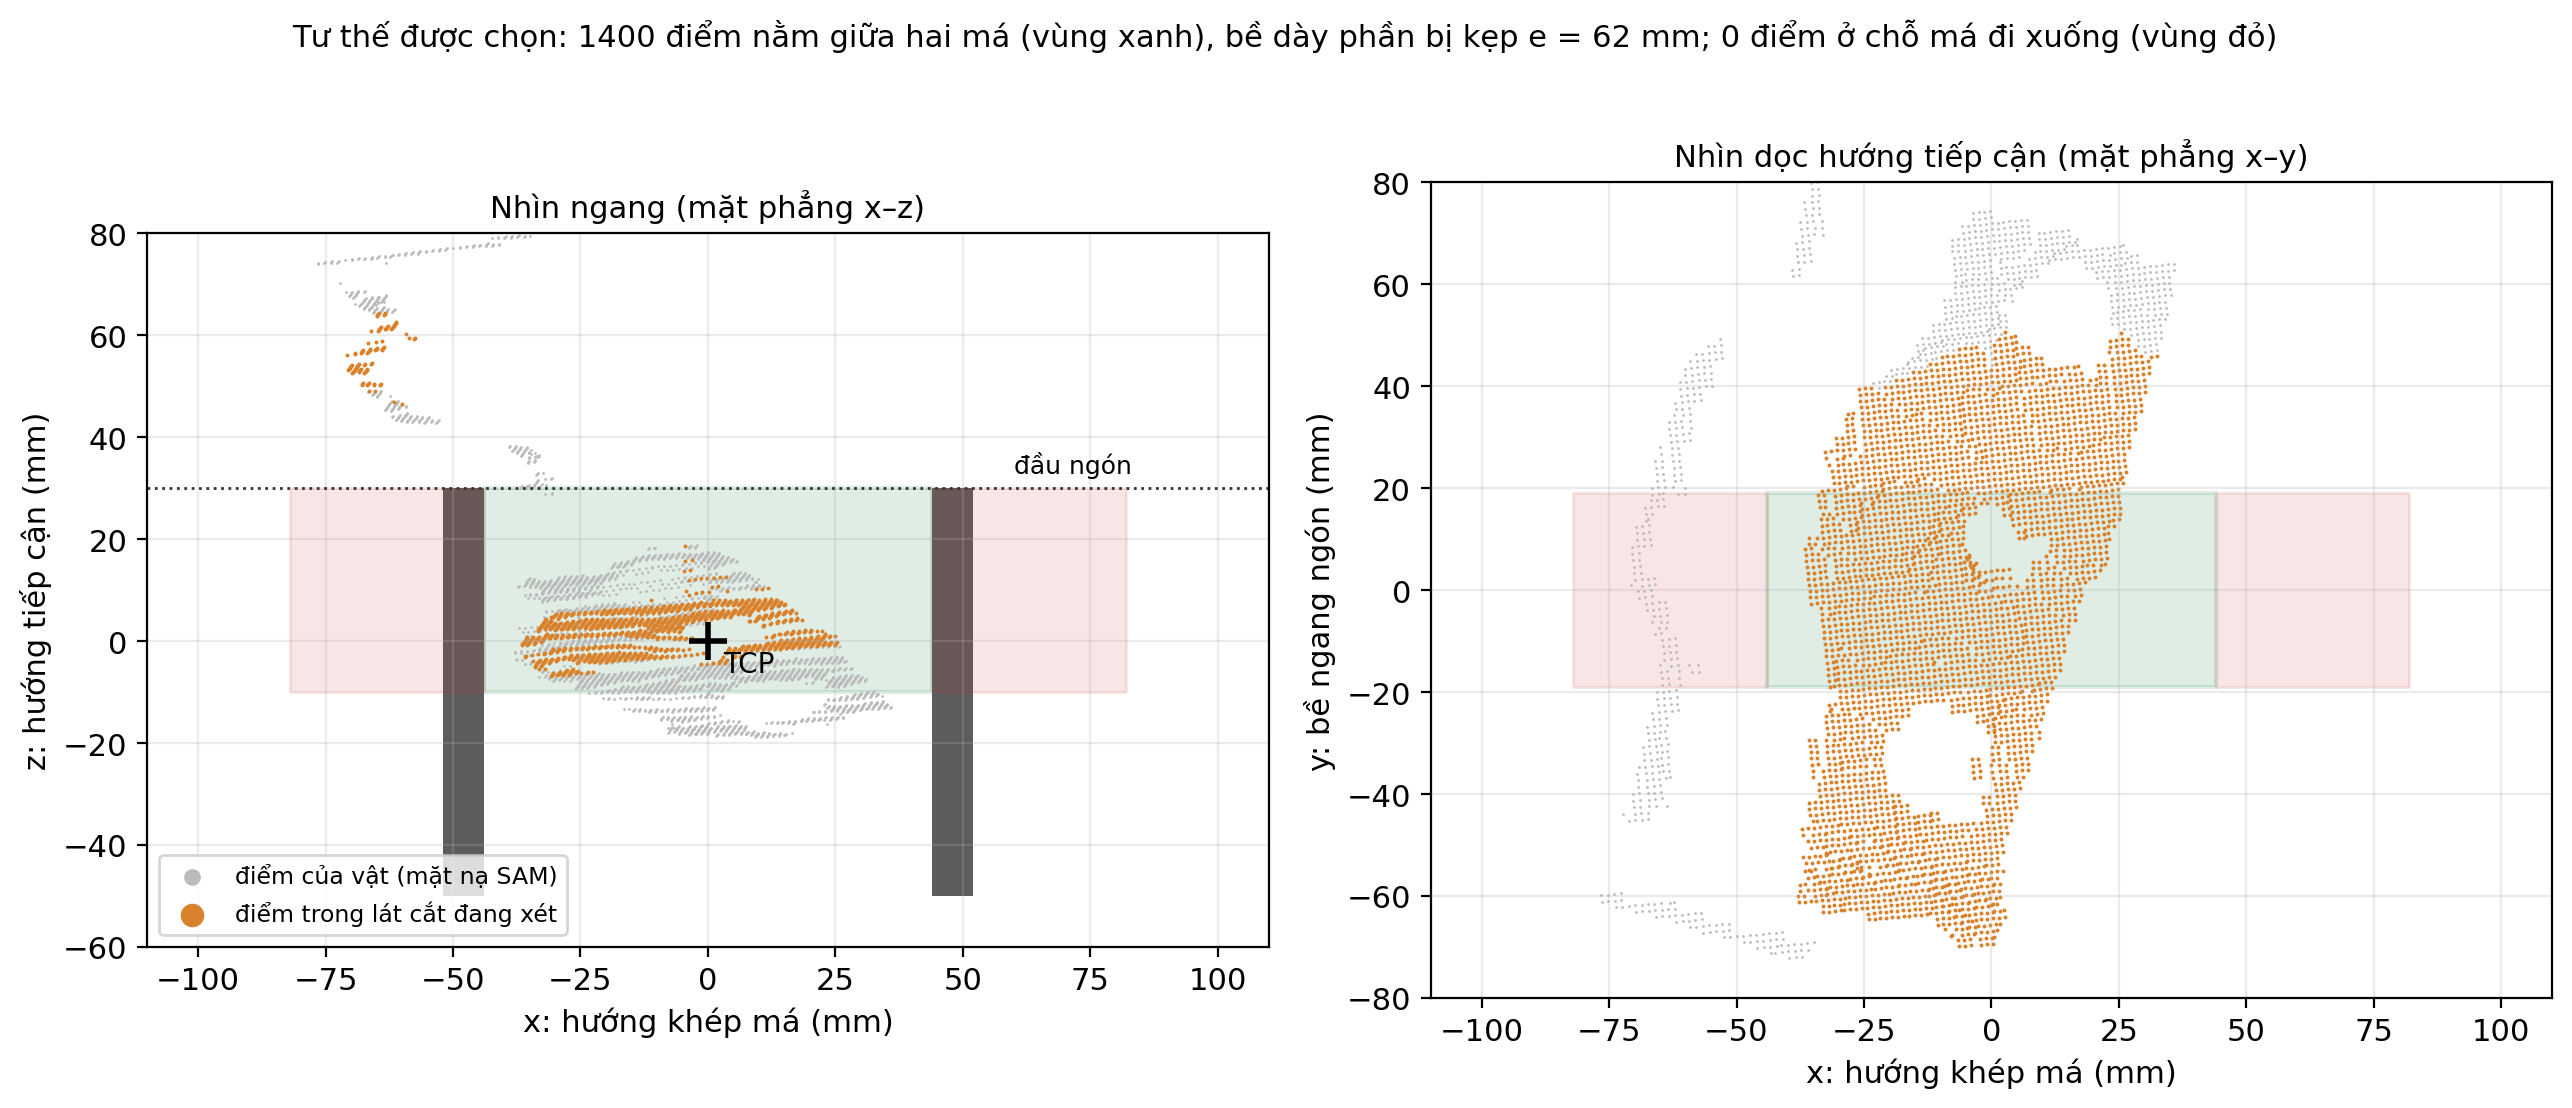 Tư thế được chọn: 1400 điểm nằm giữa hai má (vùng xanh), bề dày phần bị kẹp e = 62 mm; 0 điểm ở chỗ má đi xuống (vùng đỏ)
Nhìn ngang (mặt phẳng x–z)
80
60
40
20
0
−20
−40
−60
z: hướng tiếp cận (mm)
đầu ngón
TCP
điểm của vật (mặt nạ SAM)
điểm trong lát cắt đang xét
−100 −75 −50 −25 0 25 50 75 100
x: hướng khép má (mm)
Nhìn dọc hướng tiếp cận (mặt phẳng x–y)
80
60
40
20
0
−20
−40
−60
−80
y: bề ngang ngón (mm)
−100 −75 −50 −25 0 25 50 75 100
x: hướng khép má (mm)